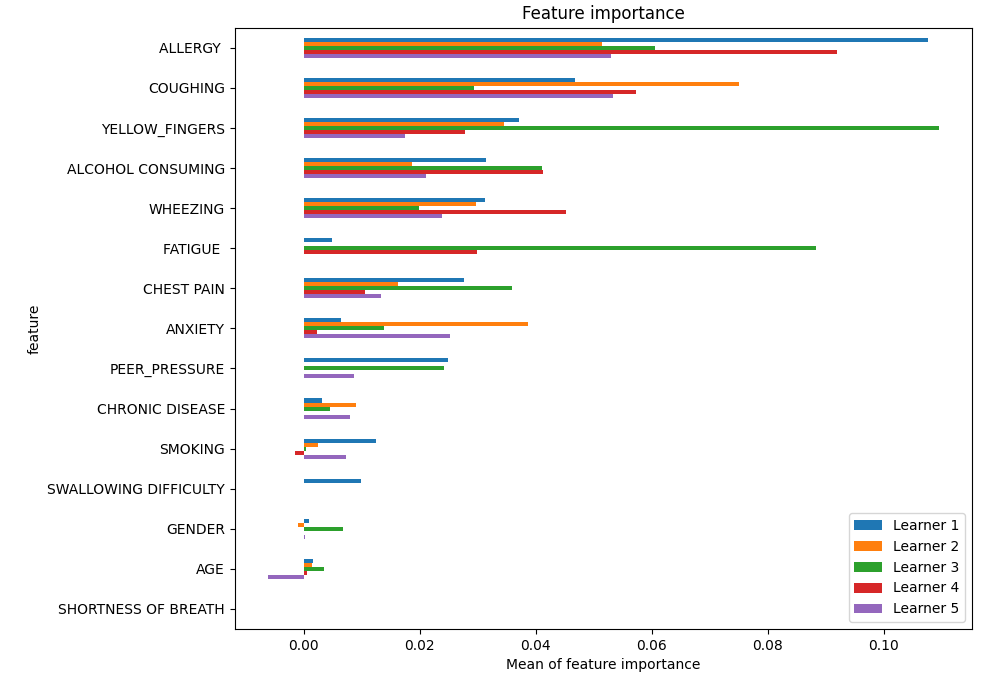 Feature importance
ALLERGY
COUGHING
YELLOW_FINGERS
ALCOHOL CONSUMING
WHEEZING
FATIGUE
CHEST PAIN
ANXIETY
PEER_PRESSURE
CHRONIC DISEASE
SMOKING
SWALLOWING DIFFICULTY
GENDER
AGE
SHORTNESS OF BREATH
feature
Learner 1
Learner 2
Learner 3
Learner 4
Learner 5
0.00 0.02 0.04 0.06 0.08 0.10
Mean of feature importance